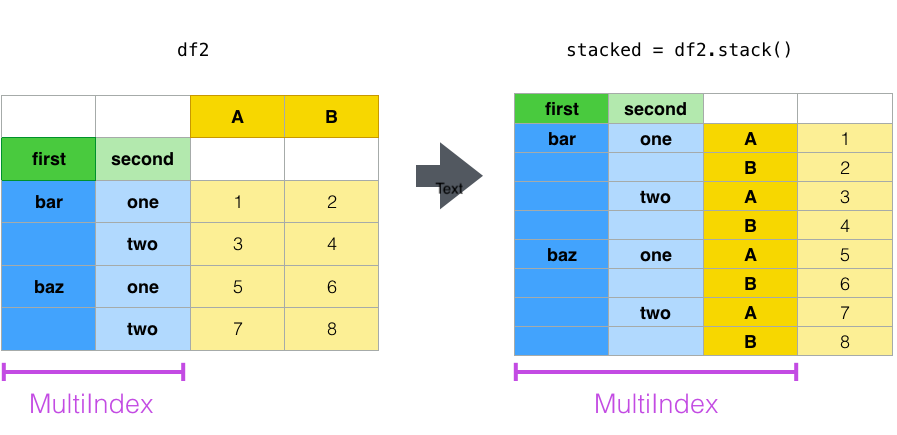 df2
A B
first second
bar one 1 2
two 3 4
baz one 5 6
two 7 8
MultiIndex
Text
stacked = df2.stack()
first second
bar one A 1
B 2
two A 3
B 4
baz one A 5
B 6
two A 7
B 8
MultiIndex